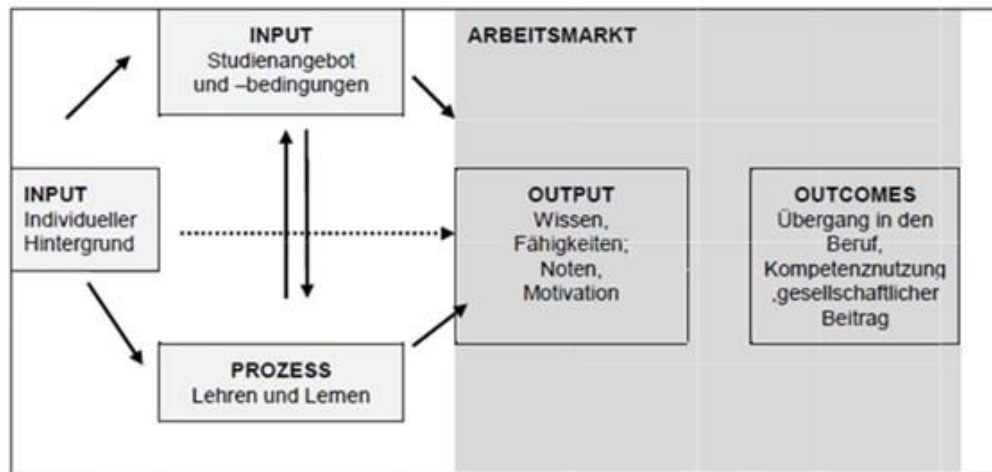 INPUT
Studienangebot
und –bedingungen
ARBEITSMARKT
INPUT
Individueller
Hintergrund
OUTPUT
Wissen,
Fähigkeiten;
Noten,
Motivation
OUTCOMES
Übergang in den
Beruf,
Kompetenznutzung
,gesellschaftlicher
Beitrag
PROZESS
Lehren und Lernen